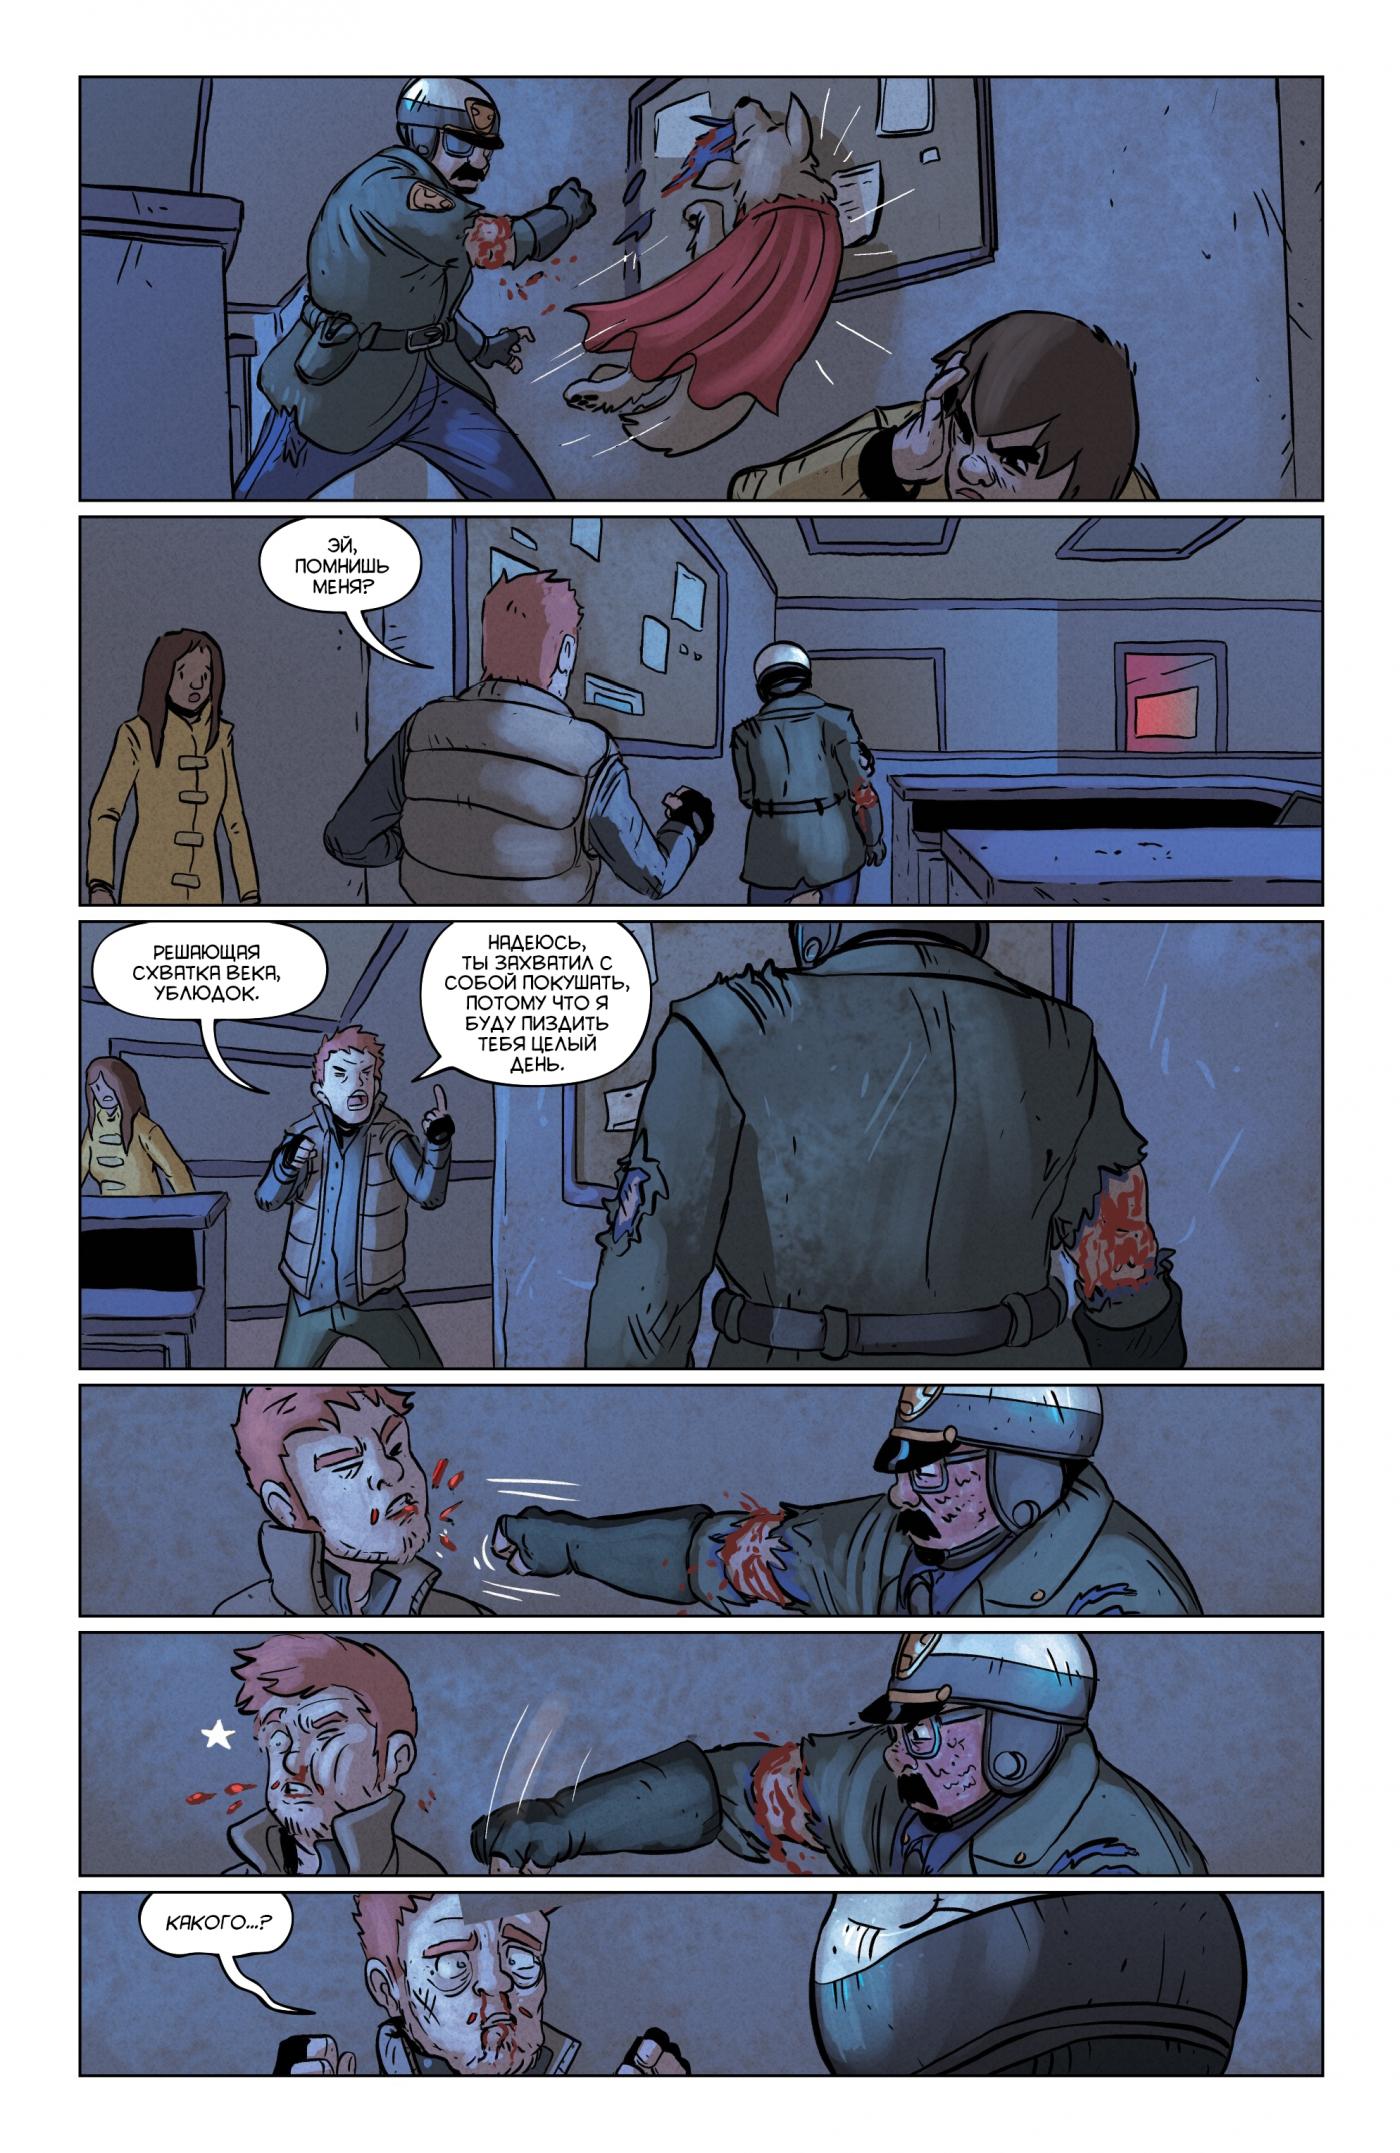 ЭЙ,
ПОМНИШЬ
МЕНЯ?
РЕШАЮЩАЯ
СХВАТКА ВЕКА,
УБЛЮДОК.
НАДЕЮСЬ,
ТЫ ЗАХВАТИЛ С
СОБОЙ ПОКУШАТЬ,
ПОТОМУ ЧТО Я
БУДУ ПИЗДИТЬ
ТЕБЯ ЦЕЛЫЙ
ДЕНЬ.
КАКОГО...?